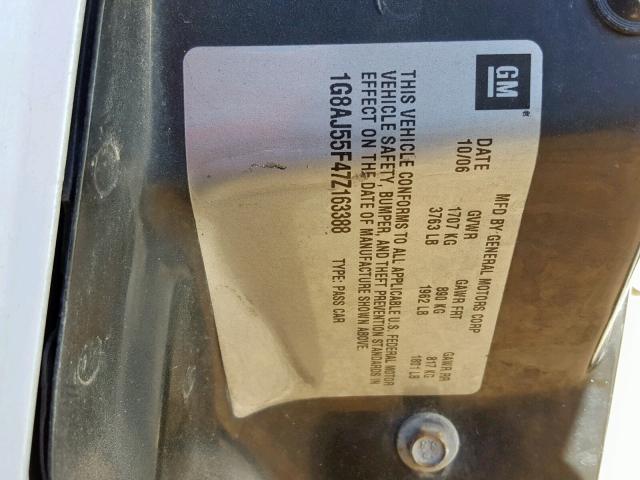 GM
MFD BY GENERAL MOTORS CORP
DATE GVWR GAWR FRT GAWR RR
10/06 1707 KG 890 KG 817 KG
3763 LB 1962 LB 1801 LB
THIS VEHICLE CONFORMS TO ALL APPLICABLE U.S. FEDERAL MOTOR
VEHICLE SAFETY, BUMPER, AND THEFT PREVENTION STANDARDS IN
EFFECT ON THE DATE OF MANUFACTURE SHOWN ABOVE.
1G8AJ55F47Z163388 TYPE: PASS CAR